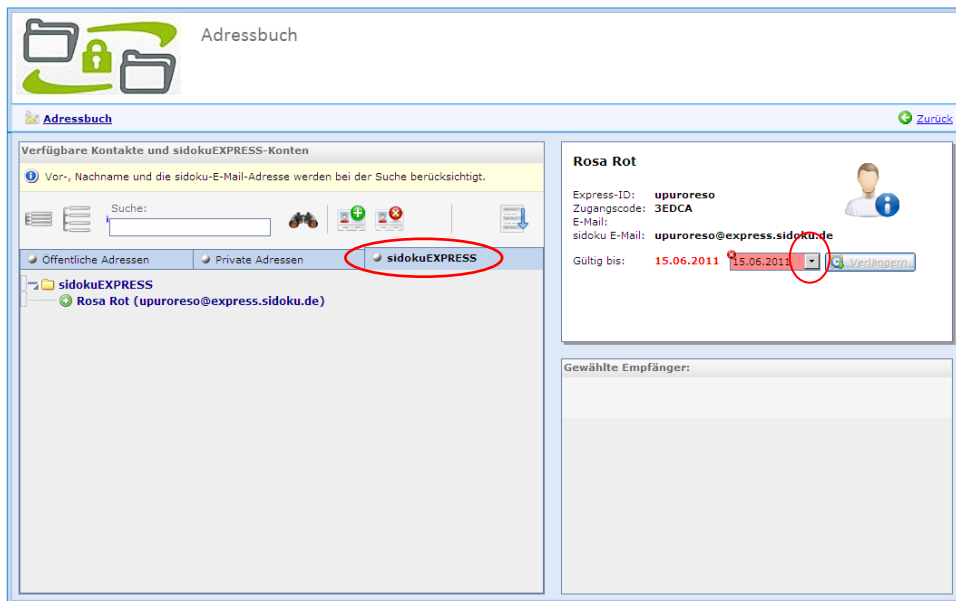 Adressbuch
Adressbuch
Zurück
Verfügbare Kontakte und sidokuEXPRESS-Konten
Vor-, Nachname und die sidoku-E-Mail-Adresse werden bei der Suche berücksichtigt.
Suche:
Öffentliche Adressen
Private Adressen
sidokuEXPRESS
sidokuEXPRESS
Rosa Rot (upuroreso@express.sidoku.de)
Rosa Rot
Express-ID: upuroreso
Zugangscode: 3EDCA
E-Mail:
sidoku E-Mail: upuroreso@express.sidoku.de
Gültig bis: 15.06.2011 15.06.2011 Verlängern
Gewählte Empfänger: